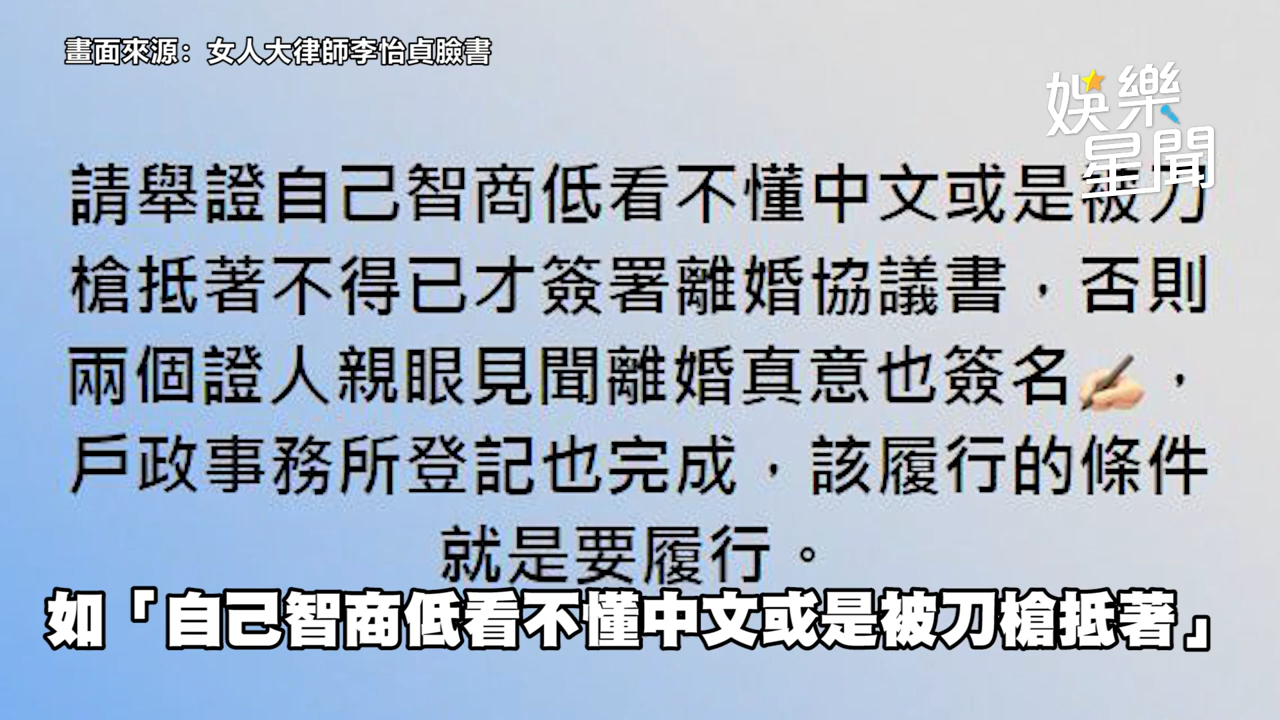 畫面來源：女人大律師李怡貞臉書
娛樂
星聞
請舉證自己智商低看不懂中文或是被刀
槍抵著不得已才簽署離婚協議書，否則
兩個證人親眼見聞離婚真意也簽名✍🏻，
戶政事務所登記也完成，該履行的條件
就是要履行。
如「自己智商低看不懂中文或是被刀槍抵著」